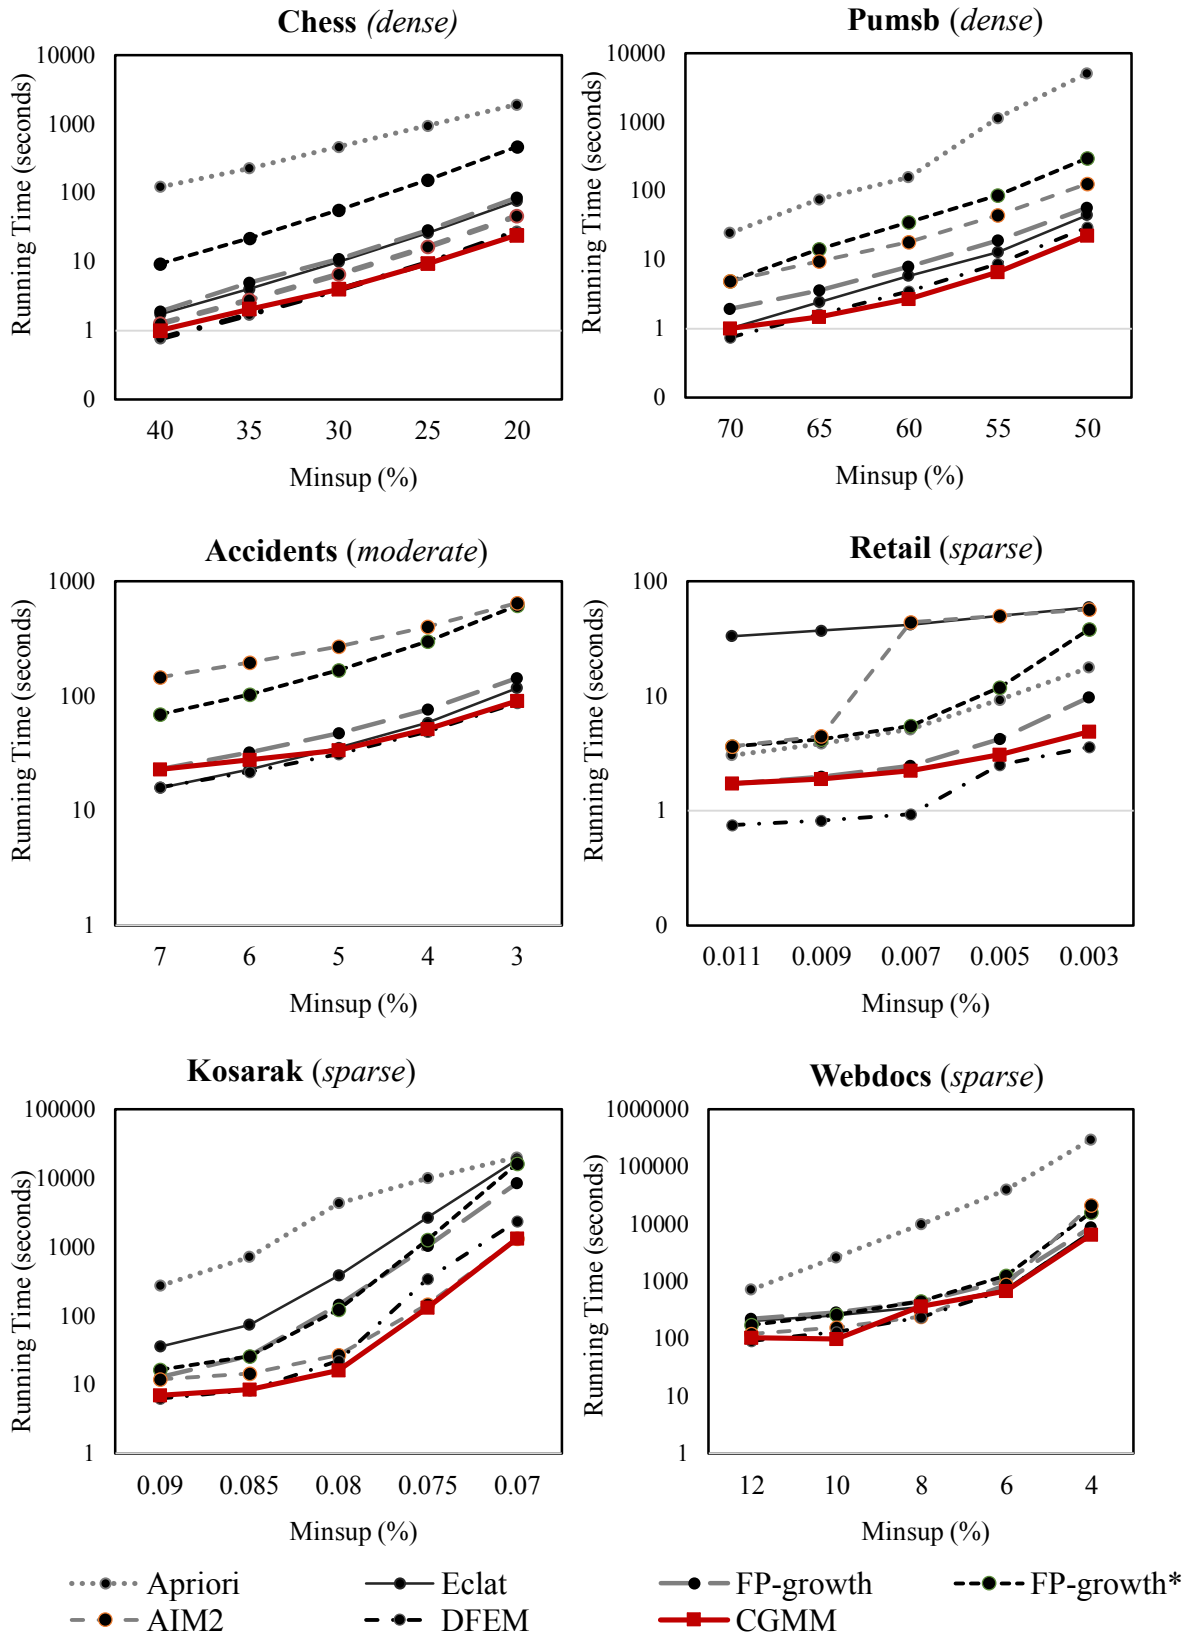 Chess (dense)
Running Time (seconds)
10000
1000
100
10
1
0
40 35 30 25 20
Minsup (%)
Pumsb (dense)
Running Time (seconds)
10000
1000
100
10
1
0
70 65 60 55 50
Minsup (%)
Accidents (moderate)
Running Time (seconds)
1000
100
10
1
7 6 5 4 3
Minsup (%)
Retail (sparse)
Running Time (seconds)
100
10
1
0
0.011 0.009 0.007 0.005 0.003
Minsup (%)
Kosarak (sparse)
Running Time (seconds)
100000
10000
1000
100
10
1
0.09 0.085 0.08 0.075 0.07
Minsup (%)
Webdocs (sparse)
Running Time (seconds)
1000000
100000
10000
1000
100
10
1
12 10 8 6 4
Minsup (%)
Apriori Eclat FP-growth FP-growth*
AIM2 DFEM CGMM